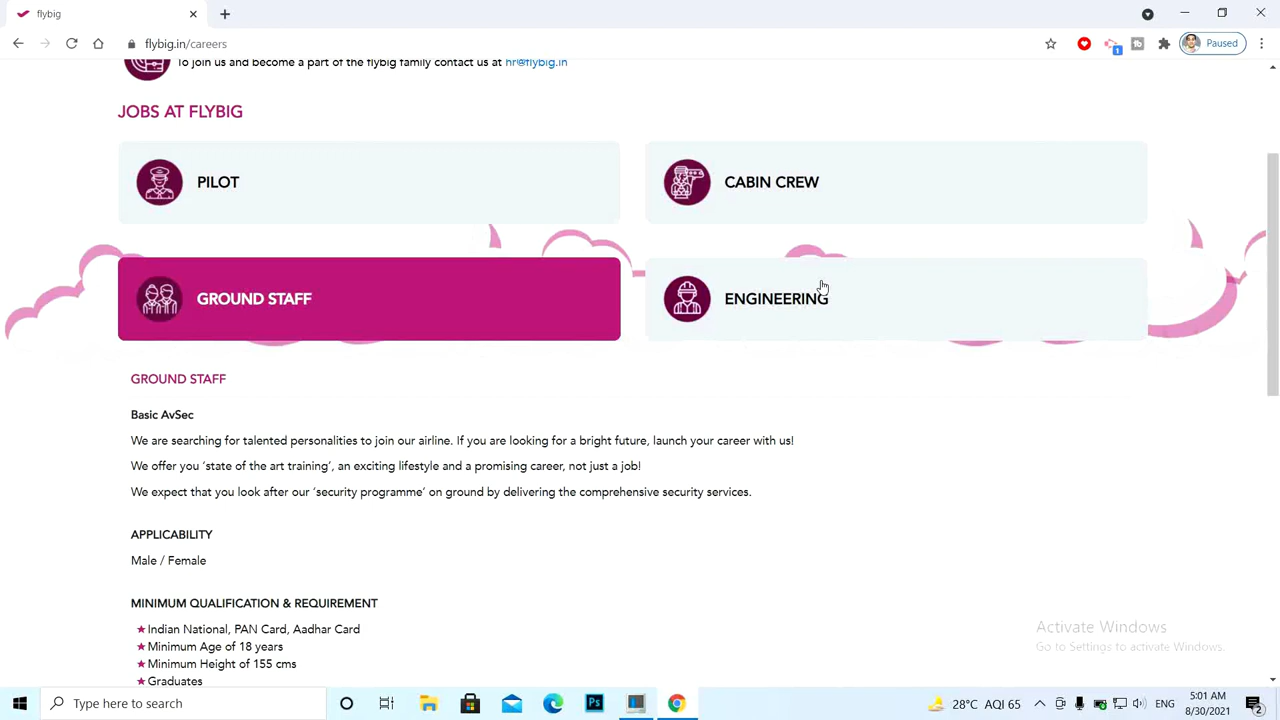 flybig
flybig.in/careers
1
Paused
To join us and become a part of the flybig family contact us at hr@flybig.in
JOBS AT FLYBIG
PILOT
CABIN CREW
GROUND STAFF
ENGINEERING
GROUND STAFF
Basic AvSec
We are searching for talented personalities to join our airline. If you are looking for a bright future, launch your career with us!
We offer you ‘state of the art training’, an exciting lifestyle and a promising career, not just a job!
We expect that you look after our ‘security programme’ on ground by delivering the comprehensive security services.
APPLICABILITY
Male / Female
MINIMUM QUALIFICATION & REQUIREMENT
★Indian National, PAN Card, Aadhar Card
★Minimum Age of 18 years
★Minimum Height of 155 cms
★Graduates
Activate Windows
Go to Settings to activate Windows.
Type here to search
Ps
28°C AQI 65
ENG
5:01 AM
8/30/2021
2